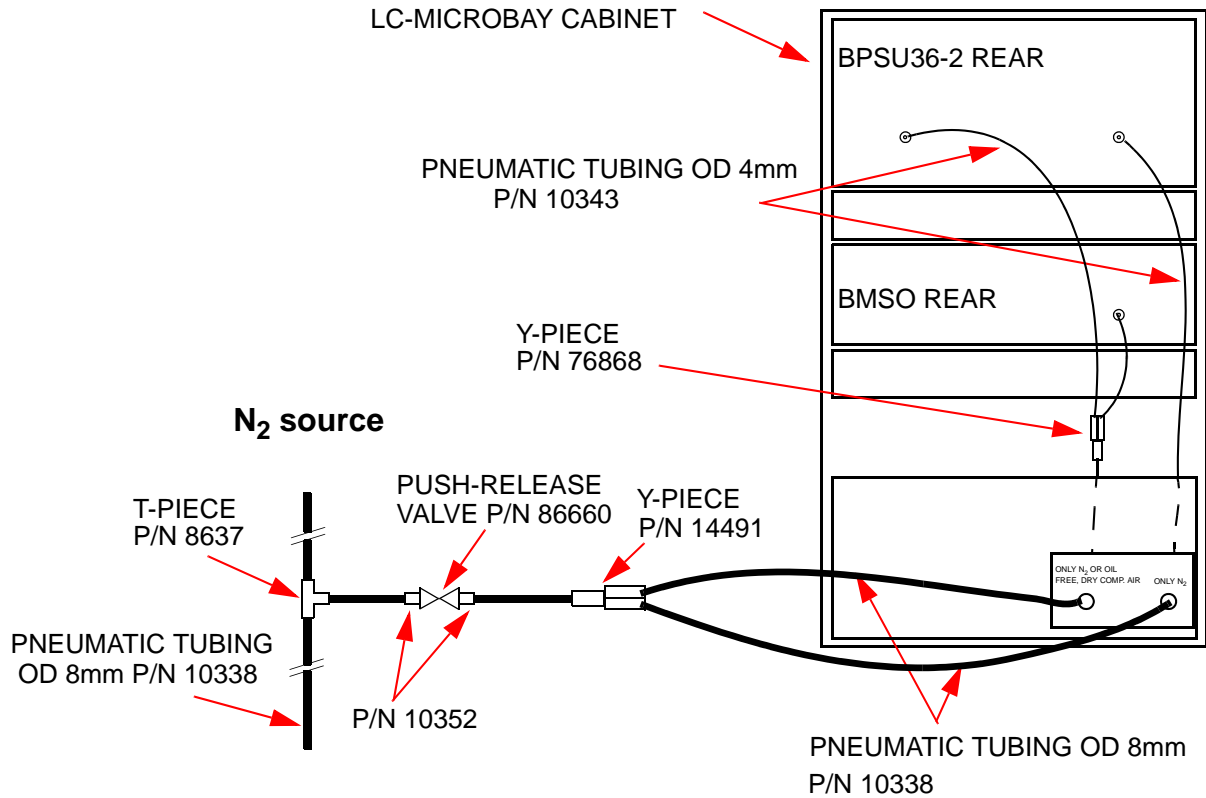 LC-MICROBAY CABINET
BPSU36-2 REAR
PNEUMATIC TUBING OD 4mm
P/N 10343
BMSO REAR
Y-PIECE
P/N 76868
N2 source
T-PIECE
P/N 8637
PUSH-RELEASE
VALVE P/N 86660
Y-PIECE
P/N 14491
ONLY N2 OR OIL
FREE, DRY COMP. AIR
ONLY N2
PNEUMATIC TUBING
OD 8mm P/N 10338
P/N 10352
PNEUMATIC TUBING OD 8mm
P/N 10338